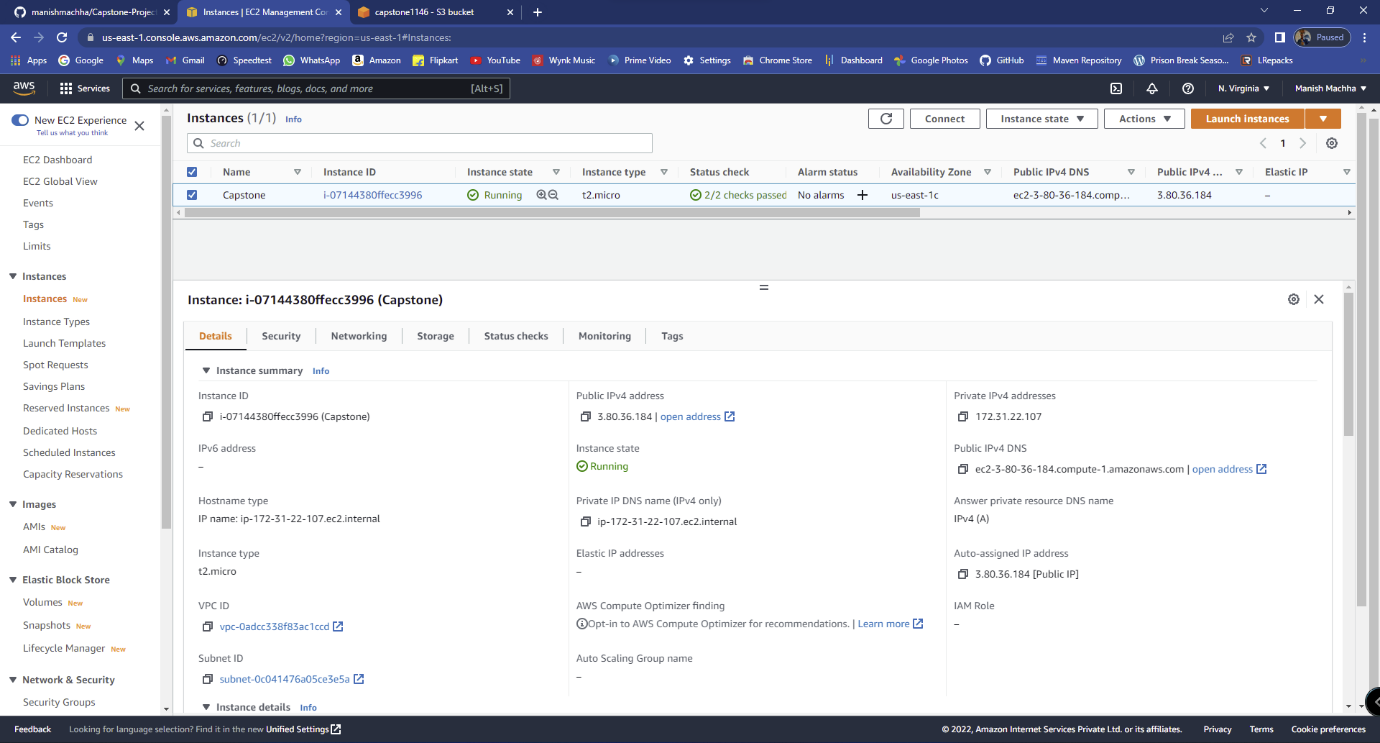 manishmachha/Capstone-Projec
Instances | EC2 Management Con
capstone1146 - S3 bucket
us-east-1.console.aws.amazon.com/ec2/v2/home?region=us-east-1#Instances:
Paused
Apps Google Maps Gmail Speedtest WhatsApp Amazon Flipkart YouTube Wynk Music Prime Video Settings Chrome Store Dashboard Google Photos GitHub Maven Repository Prison Break Seaso... LRepacks
aws Services Search for services, features, blogs, docs, and more [Alt+S] N. Virginia Manish Machha
New EC2 Experience
Tell us what you think
EC2 Dashboard
EC2 Global View
Events
Tags
Limits
Instances
Instances New
Instance Types
Launch Templates
Spot Requests
Savings Plans
Reserved Instances New
Dedicated Hosts
Scheduled Instances
Capacity Reservations
Images
AMIs New
AMI Catalog
Elastic Block Store
Volumes New
Snapshots New
Lifecycle Manager New
Network & Security
Security Groups
Instances (1/1) Info
Connect Instance state Actions Launch instances
Search
1
Name Instance ID Instance state Instance type Status check Alarm status Availability Zone Public IPv4 DNS Public IPv4 ... Elastic IP
Capstone i-07144380ffecc3996 Running t2.micro 2/2 checks passed No alarms us-east-1c ec2-3-80-36-184.comp... 3.80.36.184 –
Instance: i-07144380ffecc3996 (Capstone)
Details Security Networking Storage Status checks Monitoring Tags
Instance summary Info
Instance ID
i-07144380ffecc3996 (Capstone)
Public IPv4 address
3.80.36.184 | open address
Private IPv4 addresses
172.31.22.107
IPv6 address
–
Instance state
Running
Public IPv4 DNS
ec2-3-80-36-184.compute-1.amazonaws.com | open address
Hostname type
IP name: ip-172-31-22-107.ec2.internal
Private IP DNS name (IPv4 only)
ip-172-31-22-107.ec2.internal
Answer private resource DNS name
IPv4 (A)
Instance type
t2.micro
Elastic IP addresses
–
Auto-assigned IP address
3.80.36.184 [Public IP]
VPC ID
vpc-0adcc338f83ac1ccd
AWS Compute Optimizer finding
Opt-in to AWS Compute Optimizer for recommendations. | Learn more
IAM Role
–
Subnet ID
subnet-0c041476a05ce3e5a
Auto Scaling Group name
–
Instance details Info
Feedback Looking for language selection? Find it in the new Unified Settings © 2022, Amazon Internet Services Private Ltd. or its affiliates. Privacy Terms Cookie preferences